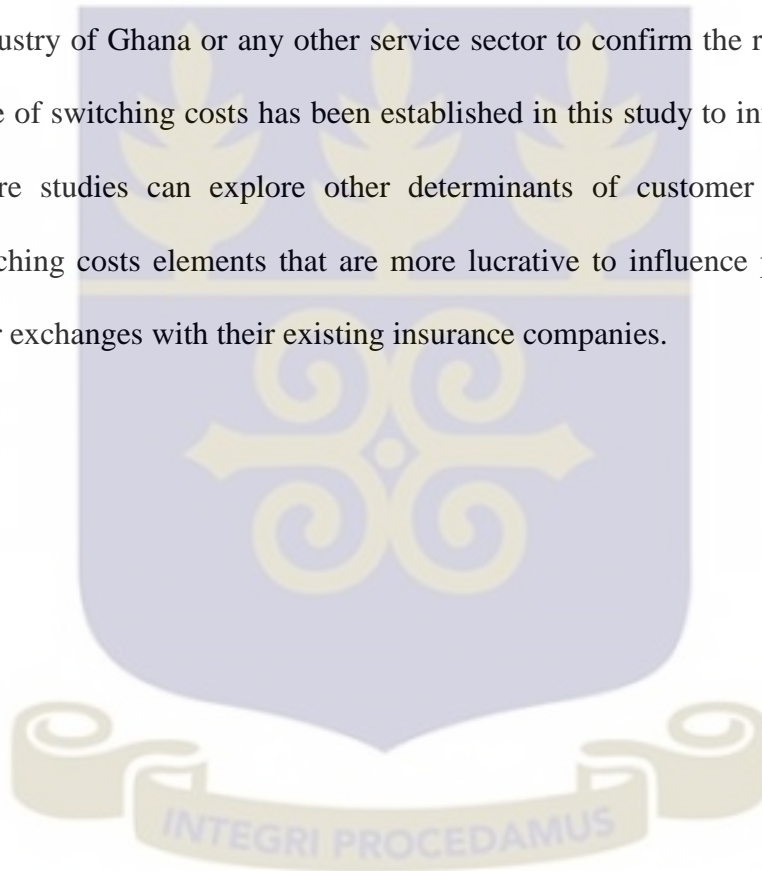 ustry of Ghana or any other service sector to confirm the r
e of switching costs has been established in this study to in
re studies can explore other determinants of customer
ching costs elements that are more lucrative to influence
r exchanges with their existing insurance companies.
INTEGRI PROCEDAMUS